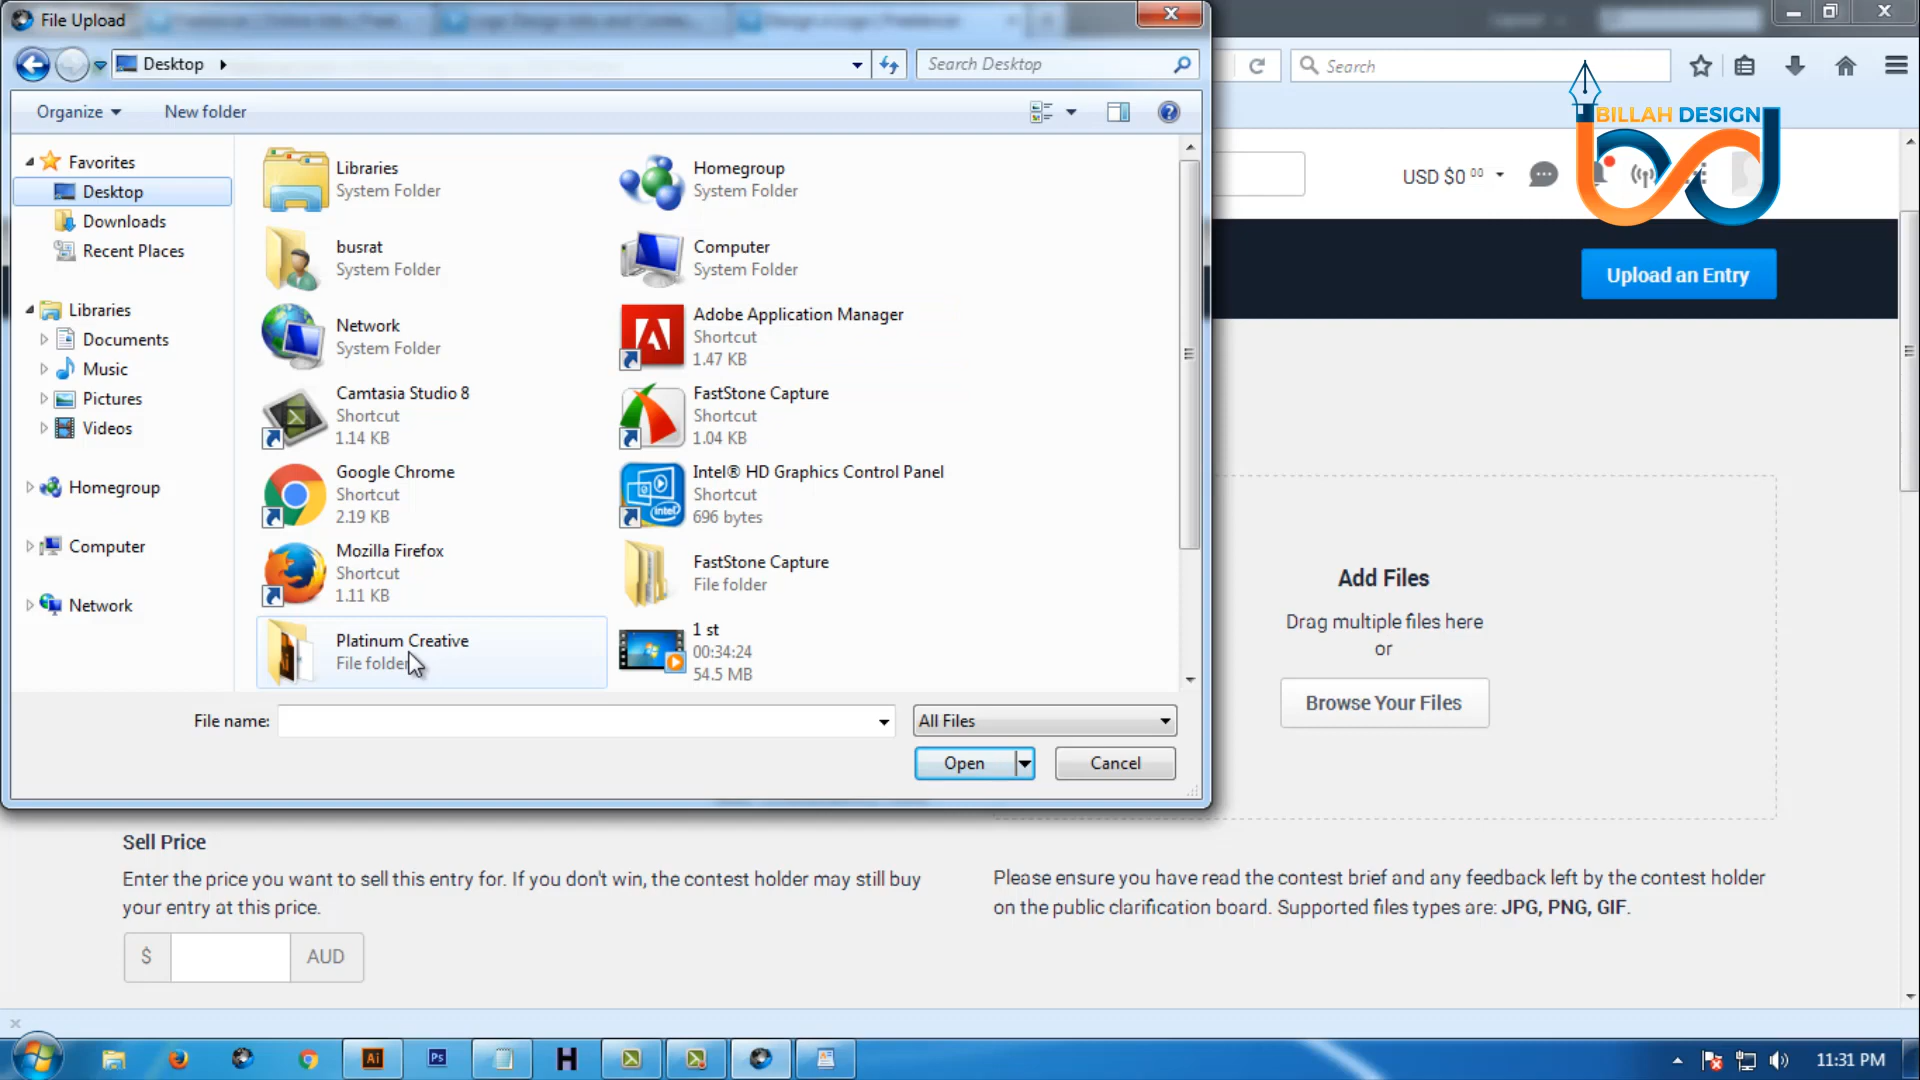 File Upload
Desktop
Search Desktop
Search
Organize
New folder
BILLAH DESIGN
USD $0 00
Upload an Entry
Favorites
Desktop
Downloads
Recent Places
Libraries
Documents
Music
Pictures
Videos
Homegroup
Computer
Network
Libraries
System Folder
Homegroup
System Folder
busrat
System Folder
Computer
System Folder
Network
System Folder
Adobe Application Manager
Shortcut
1.47 KB
Camtasia Studio 8
Shortcut
1.14 KB
FastStone Capture
Shortcut
1.04 KB
Google Chrome
Shortcut
2.19 KB
Intel® HD Graphics Control Panel
Shortcut
696 bytes
Mozilla Firefox
Shortcut
1.11 KB
FastStone Capture
File folder
Platinum Creative
File folder
1 st
00:34:24
54.5 MB
File name:
All Files
Open
Cancel
Add Files
Drag multiple files here
or
Browse Your Files
Sell Price
Enter the price you want to sell this entry for. If you don't win, the contest holder may still buy
your entry at this price.
$
AUD
Please ensure you have read the contest brief and any feedback left by the contest holder
on the public clarification board. Supported files types are: JPG, PNG, GIF.
Ai
Ps
H
11:31 PM